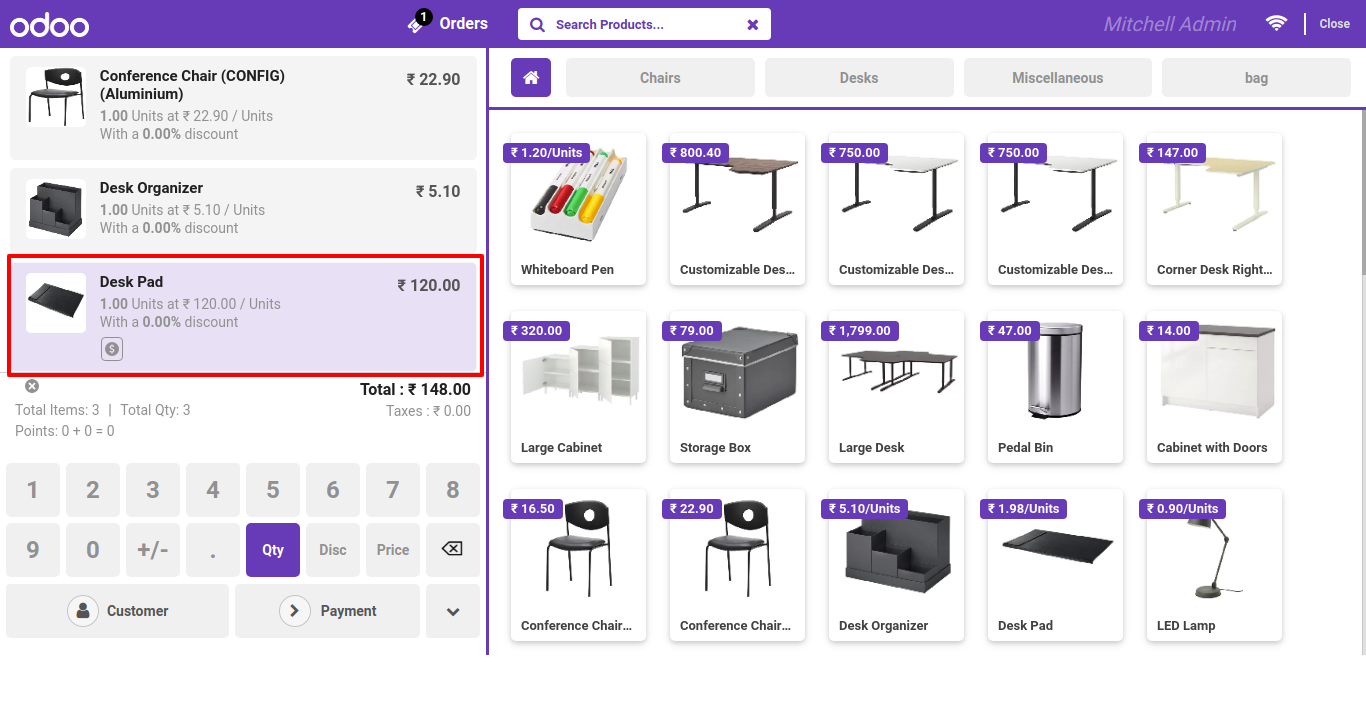 odoo
1
Orders
Search Products...
Mitchell Admin
Close
Conference Chair (CONFIG)
(Aluminium)
₹ 22.90
1.00 Units at ₹ 22.90 / Units
With a 0.00% discount
Desk Organizer
₹ 5.10
1.00 Units at ₹ 5.10 / Units
With a 0.00% discount
Desk Pad
₹ 120.00
1.00 Units at ₹ 120.00 / Units
With a 0.00% discount
$
Total : ₹ 148.00
Total Items: 3 | Total Qty: 3
Taxes : ₹ 0.00
Points: 0 + 0 = 0
1 2 3 4 5 6 7 8
9 0 +/- . Qty Disc Price
Customer
Payment
Chairs
Desks
Miscellaneous
bag
₹ 1.20/Units
Whiteboard Pen
₹ 800.40
Customizable Des...
₹ 750.00
Customizable Des...
₹ 750.00
Customizable Des...
₹ 147.00
Corner Desk Right...
₹ 320.00
Large Cabinet
₹ 79.00
Storage Box
₹ 1,799.00
Large Desk
₹ 47.00
Pedal Bin
₹ 14.00
Cabinet with Doors
₹ 16.50
Conference Chair...
₹ 22.90
Conference Chair...
₹ 5.10/Units
Desk Organizer
₹ 1.98/Units
Desk Pad
₹ 0.90/Units
LED Lamp